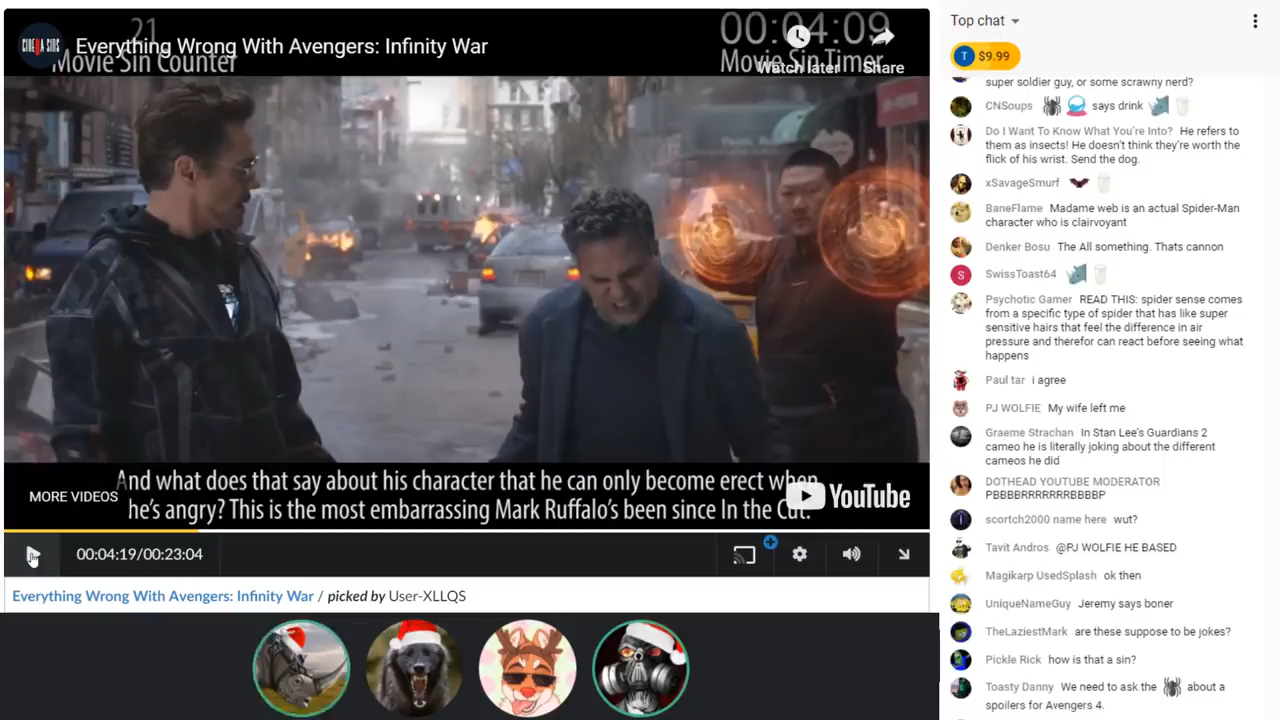 21
00:04:09
Movie Sin Counter
Movie Sin Timer
CINEMA SINS
Everything Wrong With Avengers: Infinity War
Watch later
Share
And what does that say about his character that he can only become erect when
he's angry? This is the most embarrassing Mark Ruffalo's been since In the Cut.
MORE VIDEOS
YouTube
00:04:19/00:23:04
Everything Wrong With Avengers: Infinity War / picked by User-XLLQS
Top chat
T $9.99
super soldier guy, or some scrawny nerd?
CNSoups says drink
Do I Want To Know What You're Into? He refers to
them as insects! He doesn't think they're worth the
flick of his wrist. Send the dog.
xSavageSmurf
BaneFlame Madame web is an actual Spider-Man
character who is clairvoyant
Denker Bosu The All something. Thats cannon
S SwissToast64
Psychotic Gamer READ THIS: spider sense comes
from a specific type of spider that has like super
sensitive hairs that feel the difference in air
pressure and therefor can react before seeing what
happens
Paul tar i agree
PJ WOLFIE My wife left me
Graeme Strachan In Stan Lee's Guardians 2
cameo he is literally joking about the different
cameos he did
DOTHEAD YOUTUBE MODERATOR
PBBBBRRRRRRRBBBBP
scortch2000 name here wut?
Tavit Andros @PJ WOLFIE HE BASED
Magikarp UsedSplash ok then
UniqueNameGuy Jeremy says boner
TheLaziestMark are these suppose to be jokes?
Pickle Rick how is that a sin?
Toasty Danny We need to ask the about a
spoilers for Avengers 4.